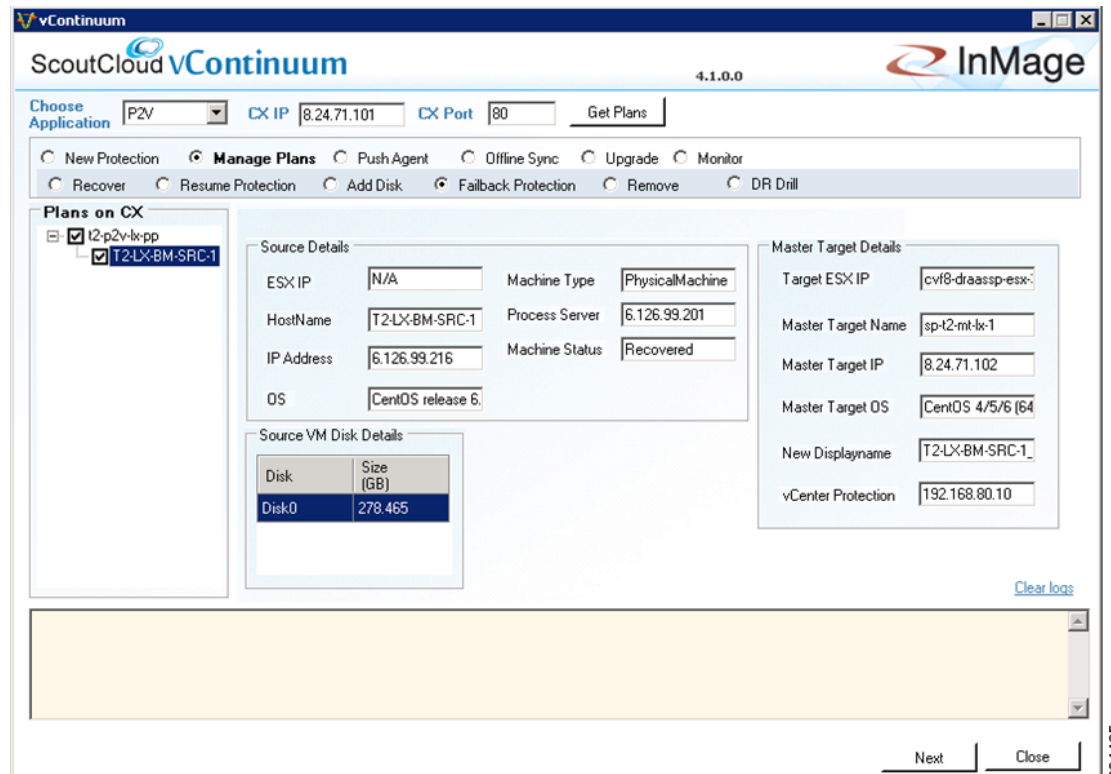 vContinuum
ScoutCloud vContinuum
4.1.0.0
InMage
Choose Application P2V CX IP 8.24.71.101 CX Port 80 Get Plans
New Protection Manage Plans Push Agent Offline Sync Upgrade Monitor
Recover Resume Protection Add Disk Failback Protection Remove DR Drill
Plans on CX
t2-p2v-lx-pp
T2-LX-BM-SRC-1
Source Details
ESX IP N/A Machine Type PhysicalMachine
HostName T2-LX-BM-SRC-1 Process Server 6.126.99.201
IP Address 6.126.99.216 Machine Status Recovered
OS CentOS release 6.
Source VM Disk Details
Disk Size (GB)
Disk0 278.465
Master Target Details
Target ESX IP cvf8-draassp-esx-
Master Target Name sp-t2-mt-lx-1
Master Target IP 8.24.71.102
Master Target OS CentOS 4/5/6 (64
New Displayname T2-LX-BM-SRC-1_
vCenter Protection 192.168.80.10
Clear logs
Next Close